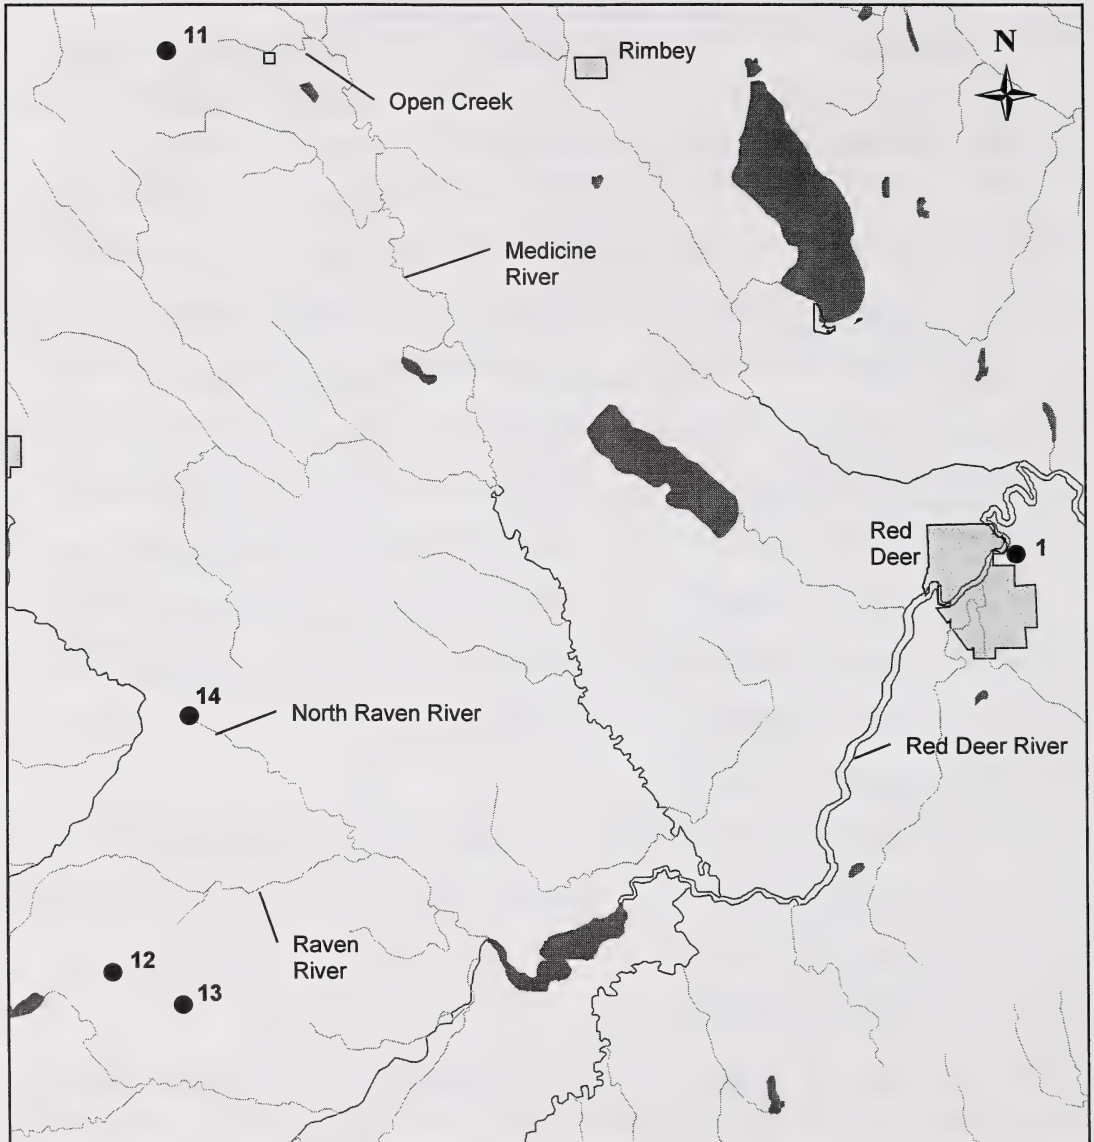 11
Rimbey
N
Open Creek
Medicine
River
Red
Deer
1
14
North Raven River
Red Deer River
Raven
River
12
13